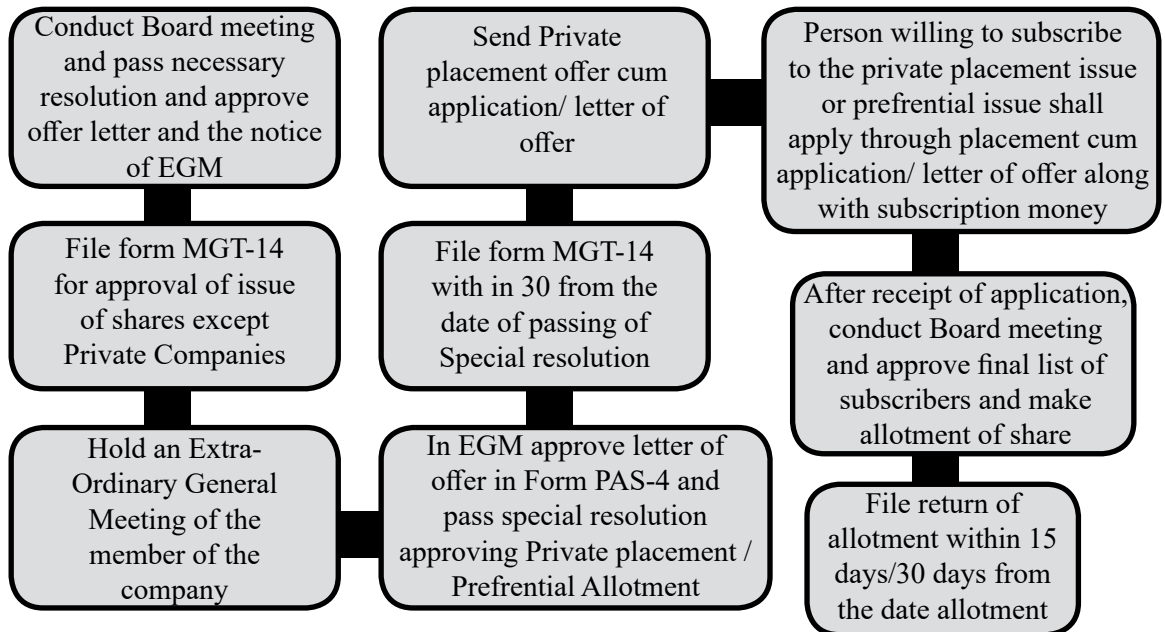 Conduct Board meeting
and pass necessary
resolution and approve
offer letter and the notice
of EGM
File form MGT-14
for approval of issue
of shares except
Private Companies
Hold an Extra-
Ordinary General
Meeting of the
member of the
company
In EGM approve letter of
offer in Form PAS-4 and
pass special resolution
approving Private placement /
Prefrential Allotment
File form MGT-14
with in 30 from the
date of passing of
Special resolution
Send Private
placement offer cum
application/ letter of
offer
Person willing to subscribe
to the private placement issue
or prefrential issue shall
apply through placement cum
application/ letter of offer along
with subscription money
After receipt of application,
conduct Board meeting
and approve final list of
subscribers and make
allotment of share
File return of
allotment within 15
days/30 days from
the date allotment